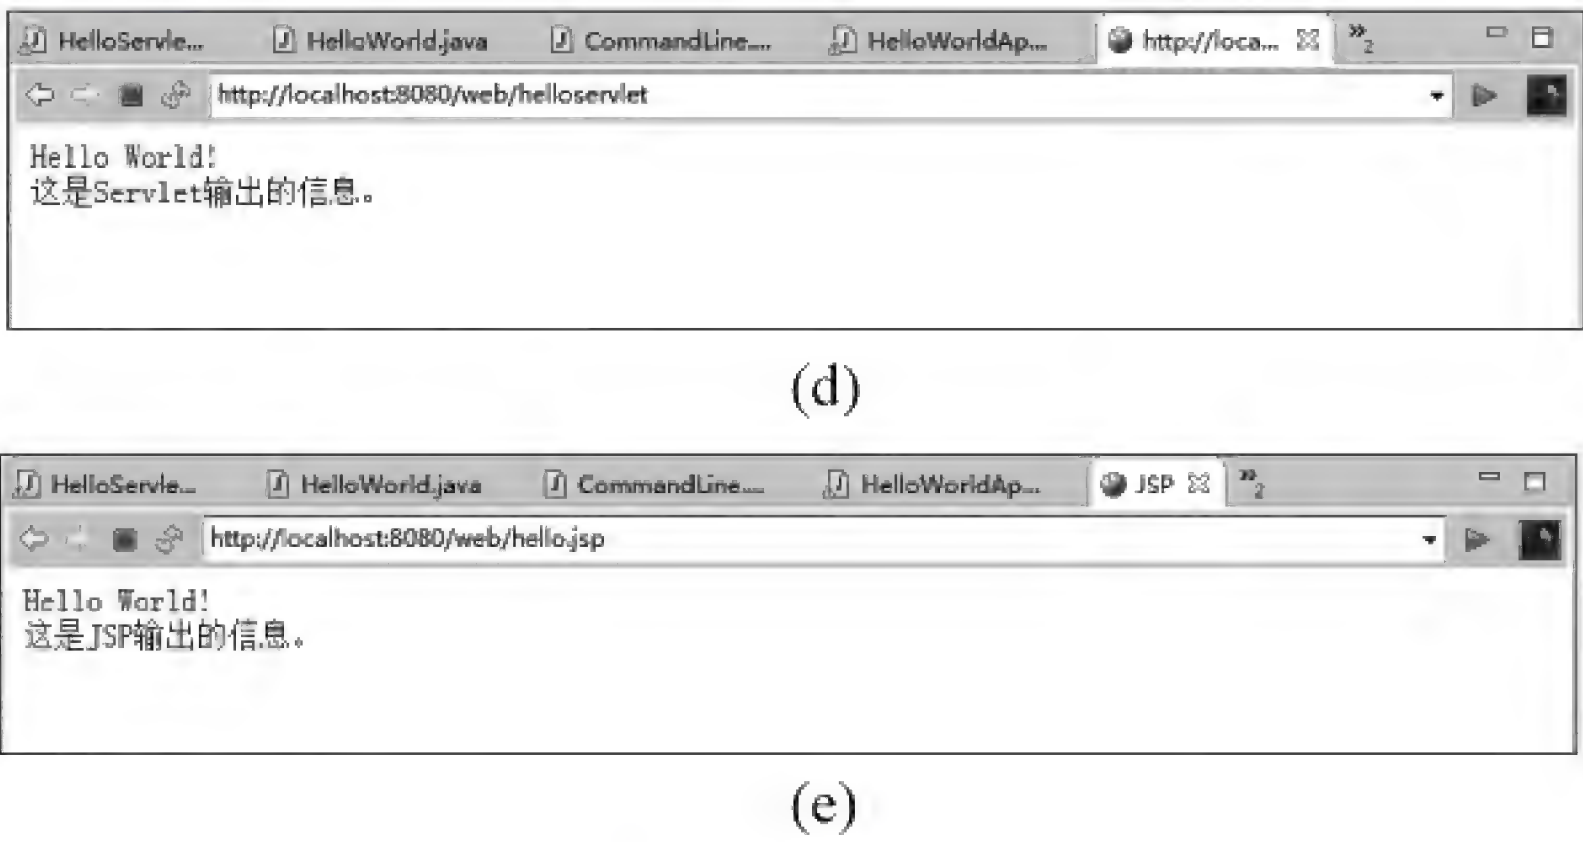 HelloServle... HelloWorld.java CommandLine.... HelloWorldAp... http://loca... »2
http://localhost:8080/web/helloservlet
Hello World!
这是Servlet输出的信息。
(d)
HelloServle... HelloWorld.java CommandLine.... HelloWorldAp... JSP »2
http://localhost:8080/web/hello.jsp
Hello World!
这是JSP输出的信息。
(e)